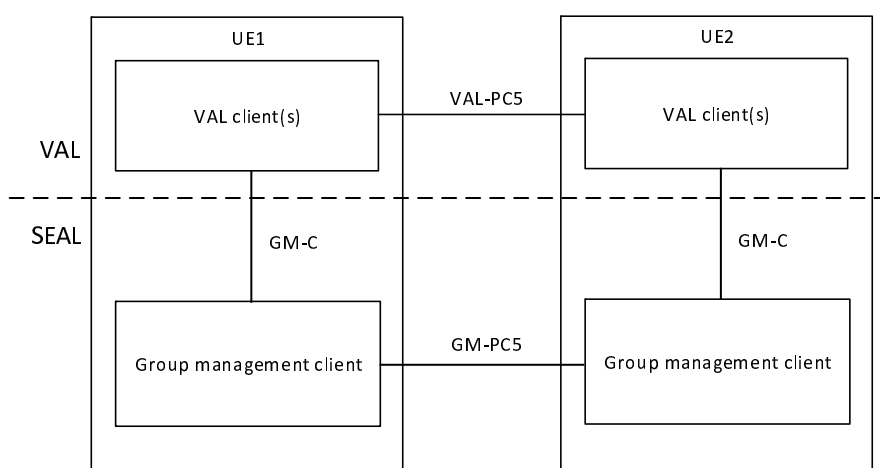 UE1
UE2
VAL client(s)
VAL-PC5
VAL client(s)
VAL
SEAL
GM-C
GM-C
Group management client
GM-PC5
Group management client